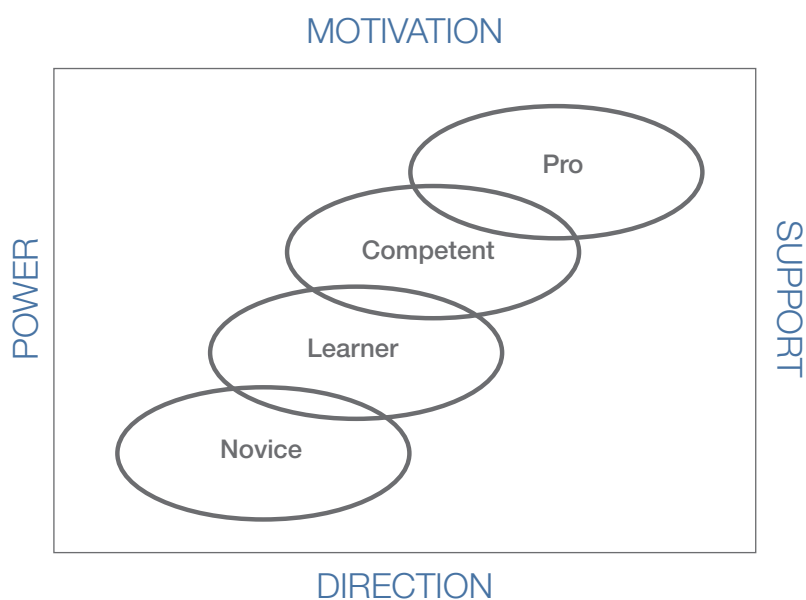 MOTIVATION
Pro
POWER
SUPPORT
Competent
Learner
Novice
DIRECTION